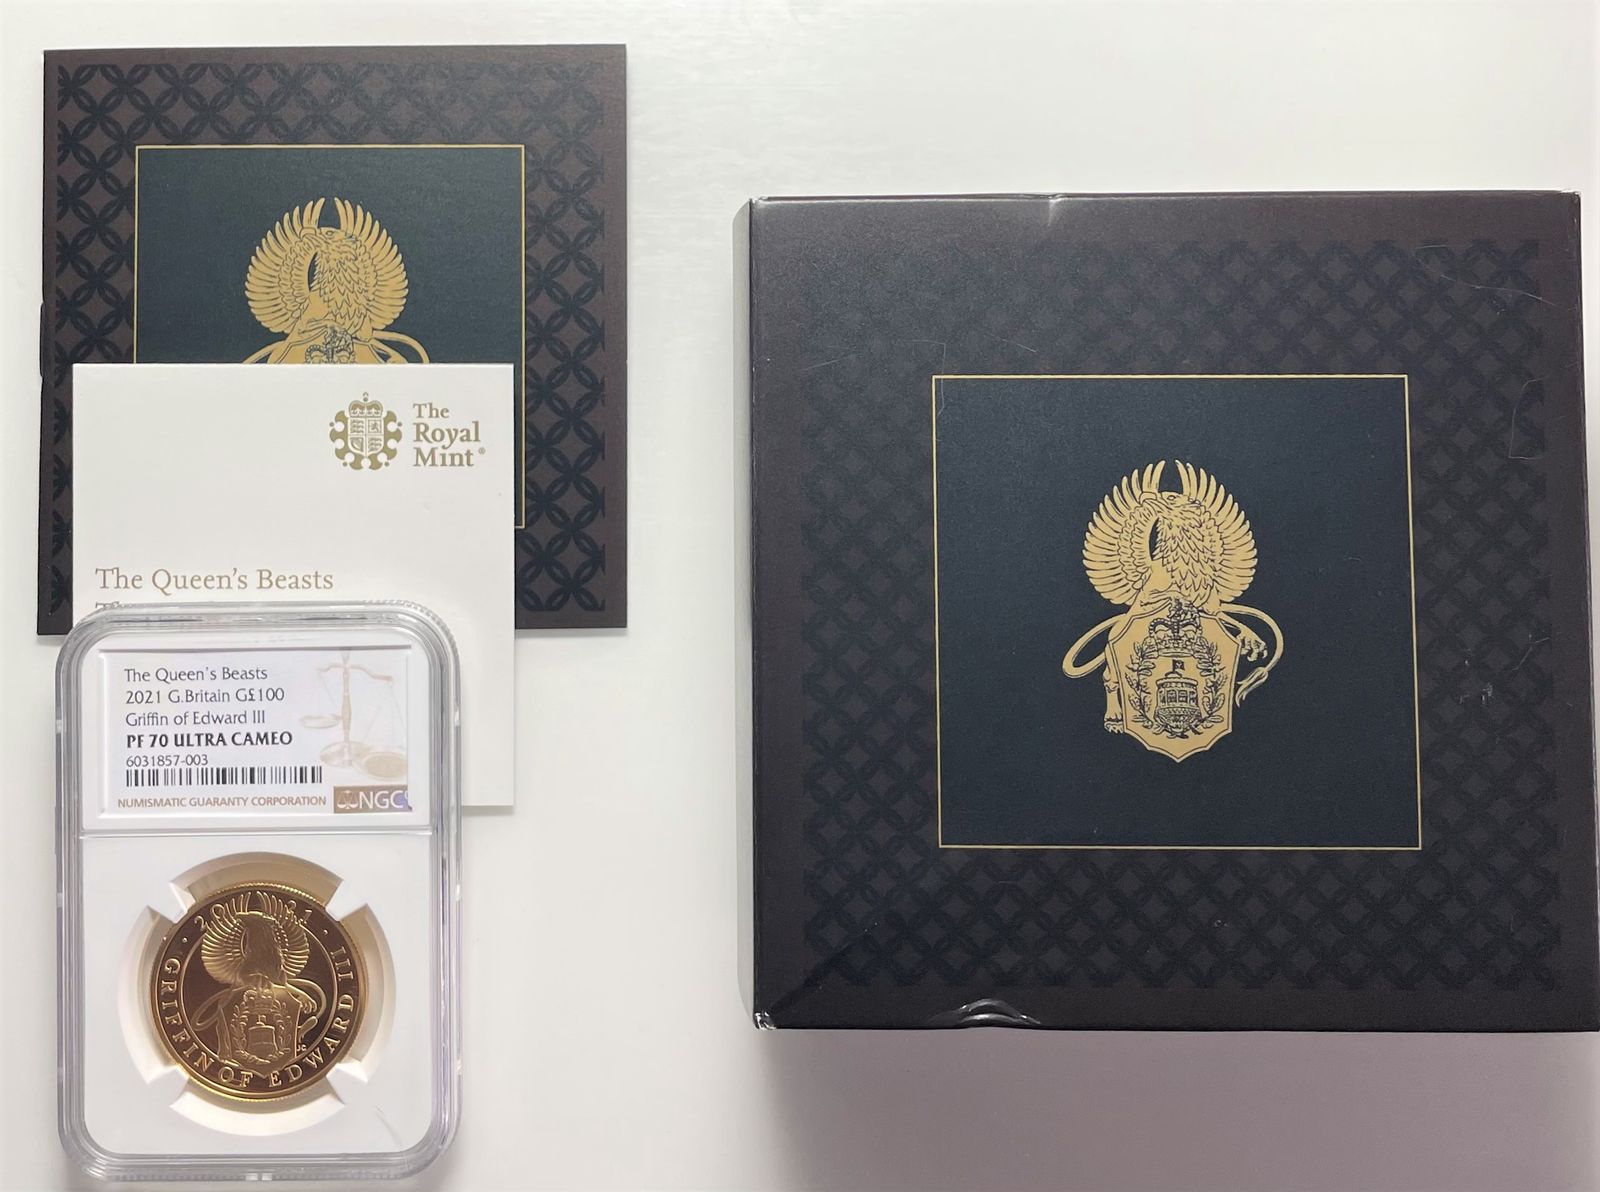 The
Royal
Mint®
The Queen's Beasts
The Queen's Beasts
2021 G.Britain G£100
Griffin of Edward III
PF 70 ULTRA CAMEO
6031857-003
NUMISMATIC GUARANTY CORPORATION NGC
· 2021 ·
GRIFFIN OF EDWARD III
JC